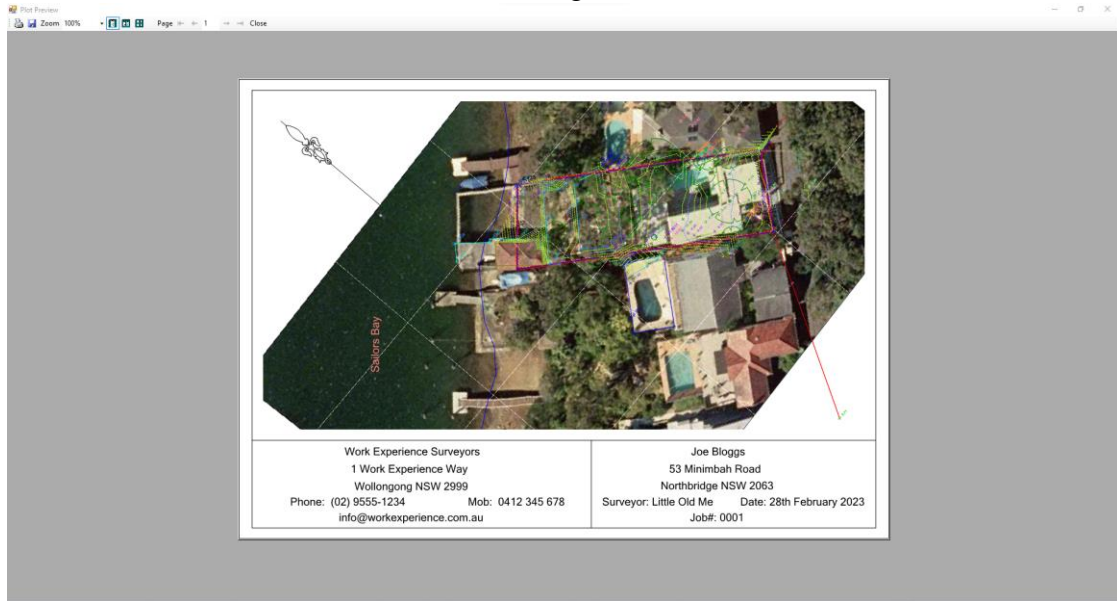 Plot Preview
Zoom 100% Page 1 Close
Sailors Bay
Work Experience Surveyors
1 Work Experience Way
Wollongong NSW 2999
Phone: (02) 9555-1234 Mob: 0412 345 678
info@workexperience.com.au
Joe Bloggs
53 Minimbah Road
Northbridge NSW 2063
Surveyor: Little Old Me Date: 28th February 2023
Job#: 0001